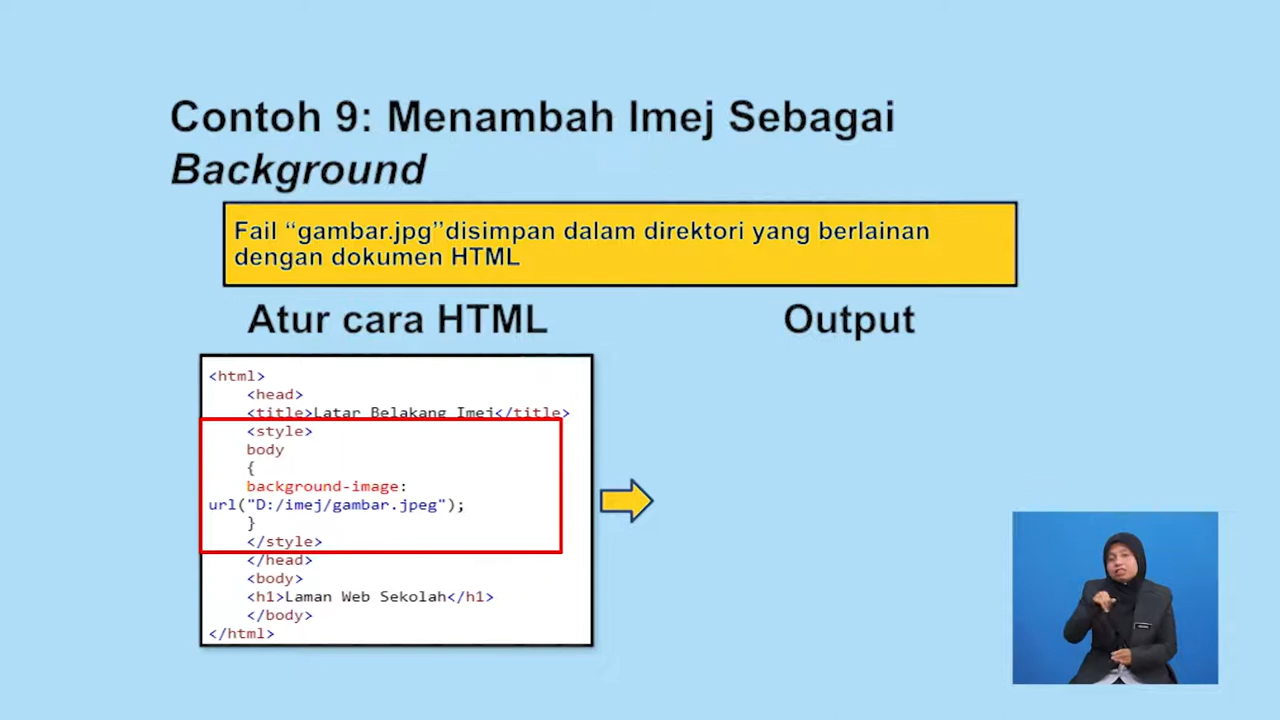 Contoh 9: Menambah Imej Sebagai
Background
Fail “gambar.jpg”disimpan dalam direktori yang berlainan
dengan dokumen HTML
Atur cara HTML
Output
<html>
<head>
<title>Latar Belakang Imej</title>
<style>
body
{
background-image:
url("D:/imej/gambar.jpeg");
}
</style>
</head>
<body>
<h1>Laman Web Sekolah</h1>
</body>
</html>